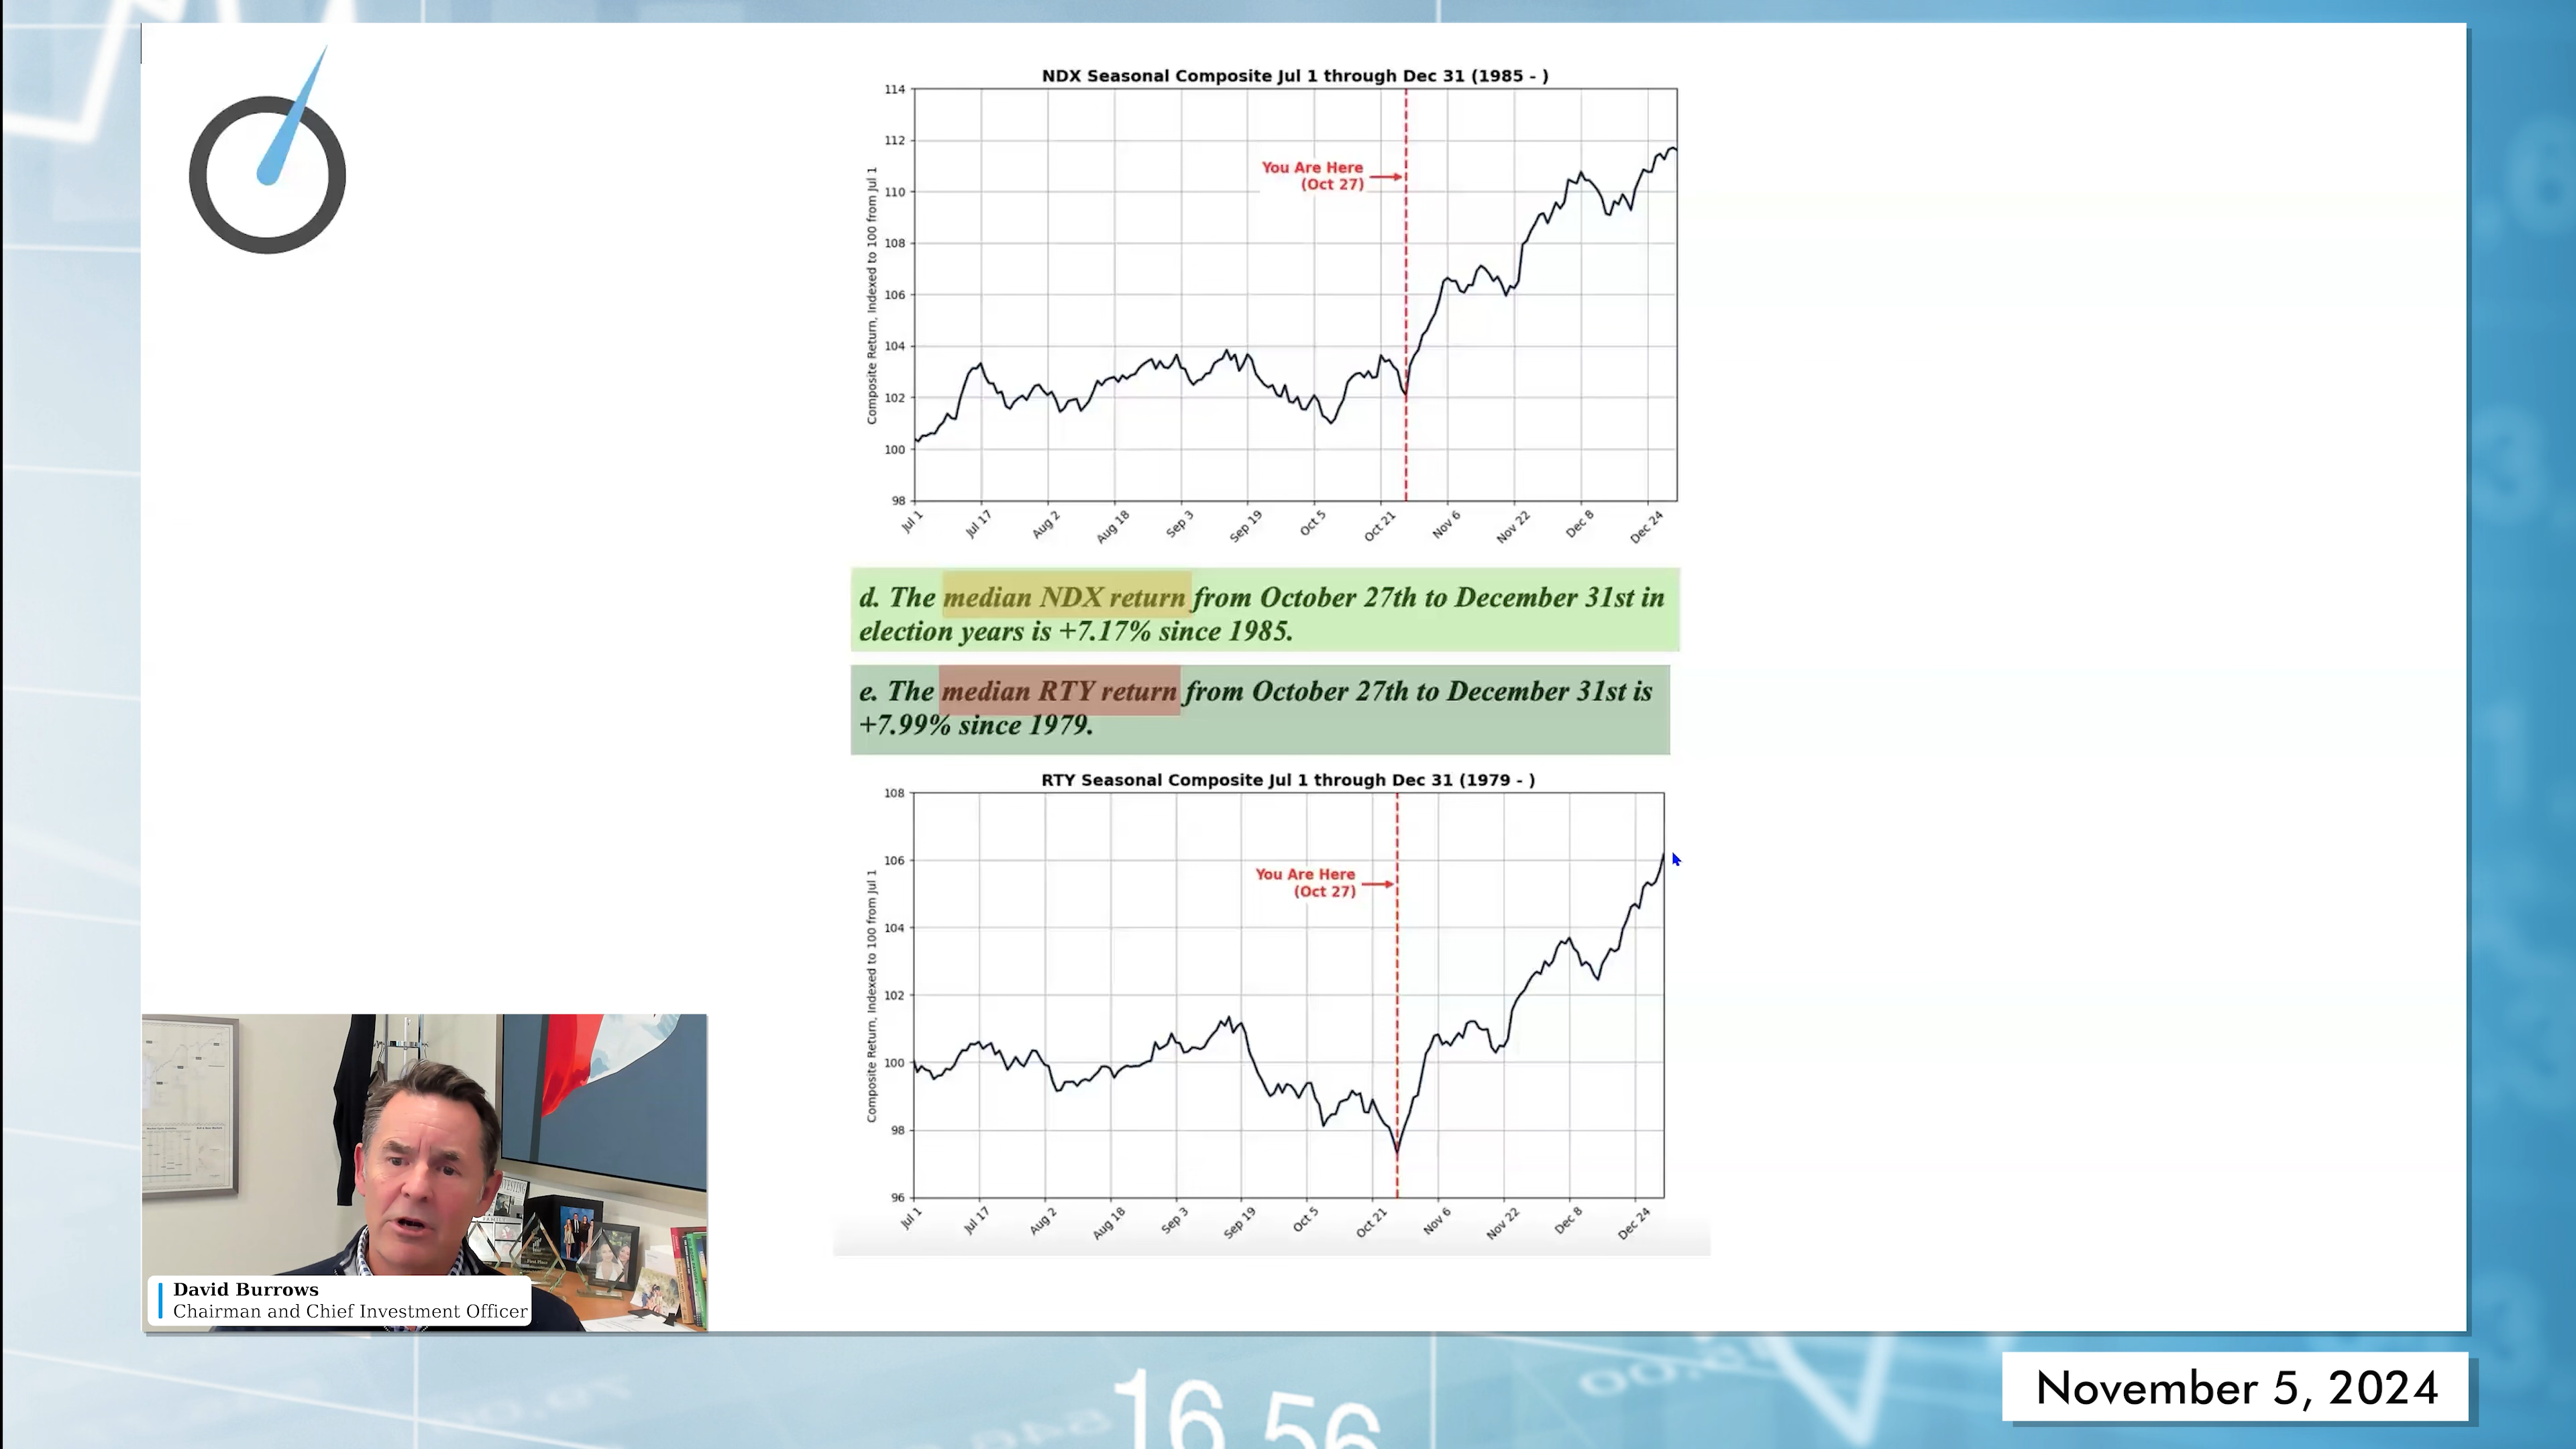 NDX Seasonal Composite Jul 1 through Dec 31 (1985 - )
Composite Return, Indexed to 100 from Jul 1
114
112
110
108
106
104
102
100
98
You Are Here
(Oct 27)
Jul 1
Jul 17
Aug 2
Aug 18
Sep 3
Sep 19
Oct 5
Oct 21
Nov 6
Nov 22
Dec 8
Dec 24
d. The median NDX return from October 27th to December 31st in
election years is +7.17% since 1985.
e. The median RTY return from October 27th to December 31st is
+7.99% since 1979.
RTY Seasonal Composite Jul 1 through Dec 31 (1979 - )
Composite Return, Indexed to 100 from Jul 1
108
106
104
102
100
98
96
You Are Here
(Oct 27)
Jul 1
Jul 17
Aug 2
Aug 18
Sep 3
Sep 19
Oct 5
Oct 21
Nov 6
Nov 22
Dec 8
Dec 24
David Burrows
Chairman and Chief Investment Officer
November 5, 2024
16.56